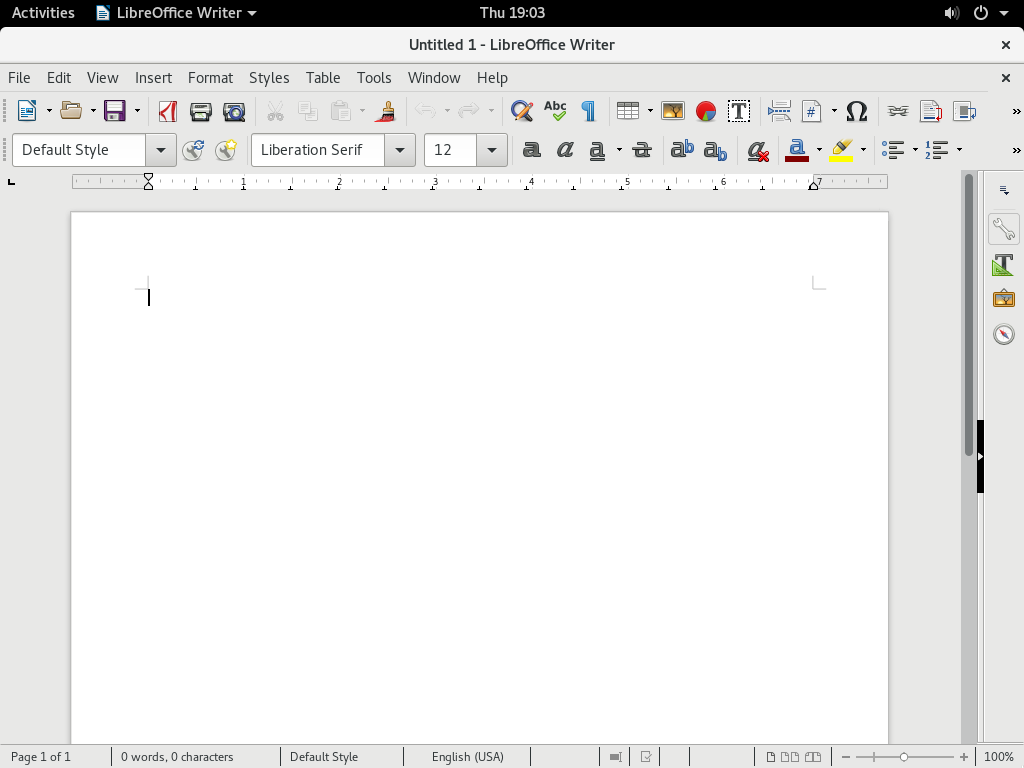 Activities LibreOffice Writer Thu 19:03
Untitled 1 - LibreOffice Writer
File Edit View Insert Format Styles Table Tools Window Help
Abc
Default Style Liberation Serif 12
1 2 3 4 5 6 7
Page 1 of 1 0 words, 0 characters Default Style English (USA) 100%